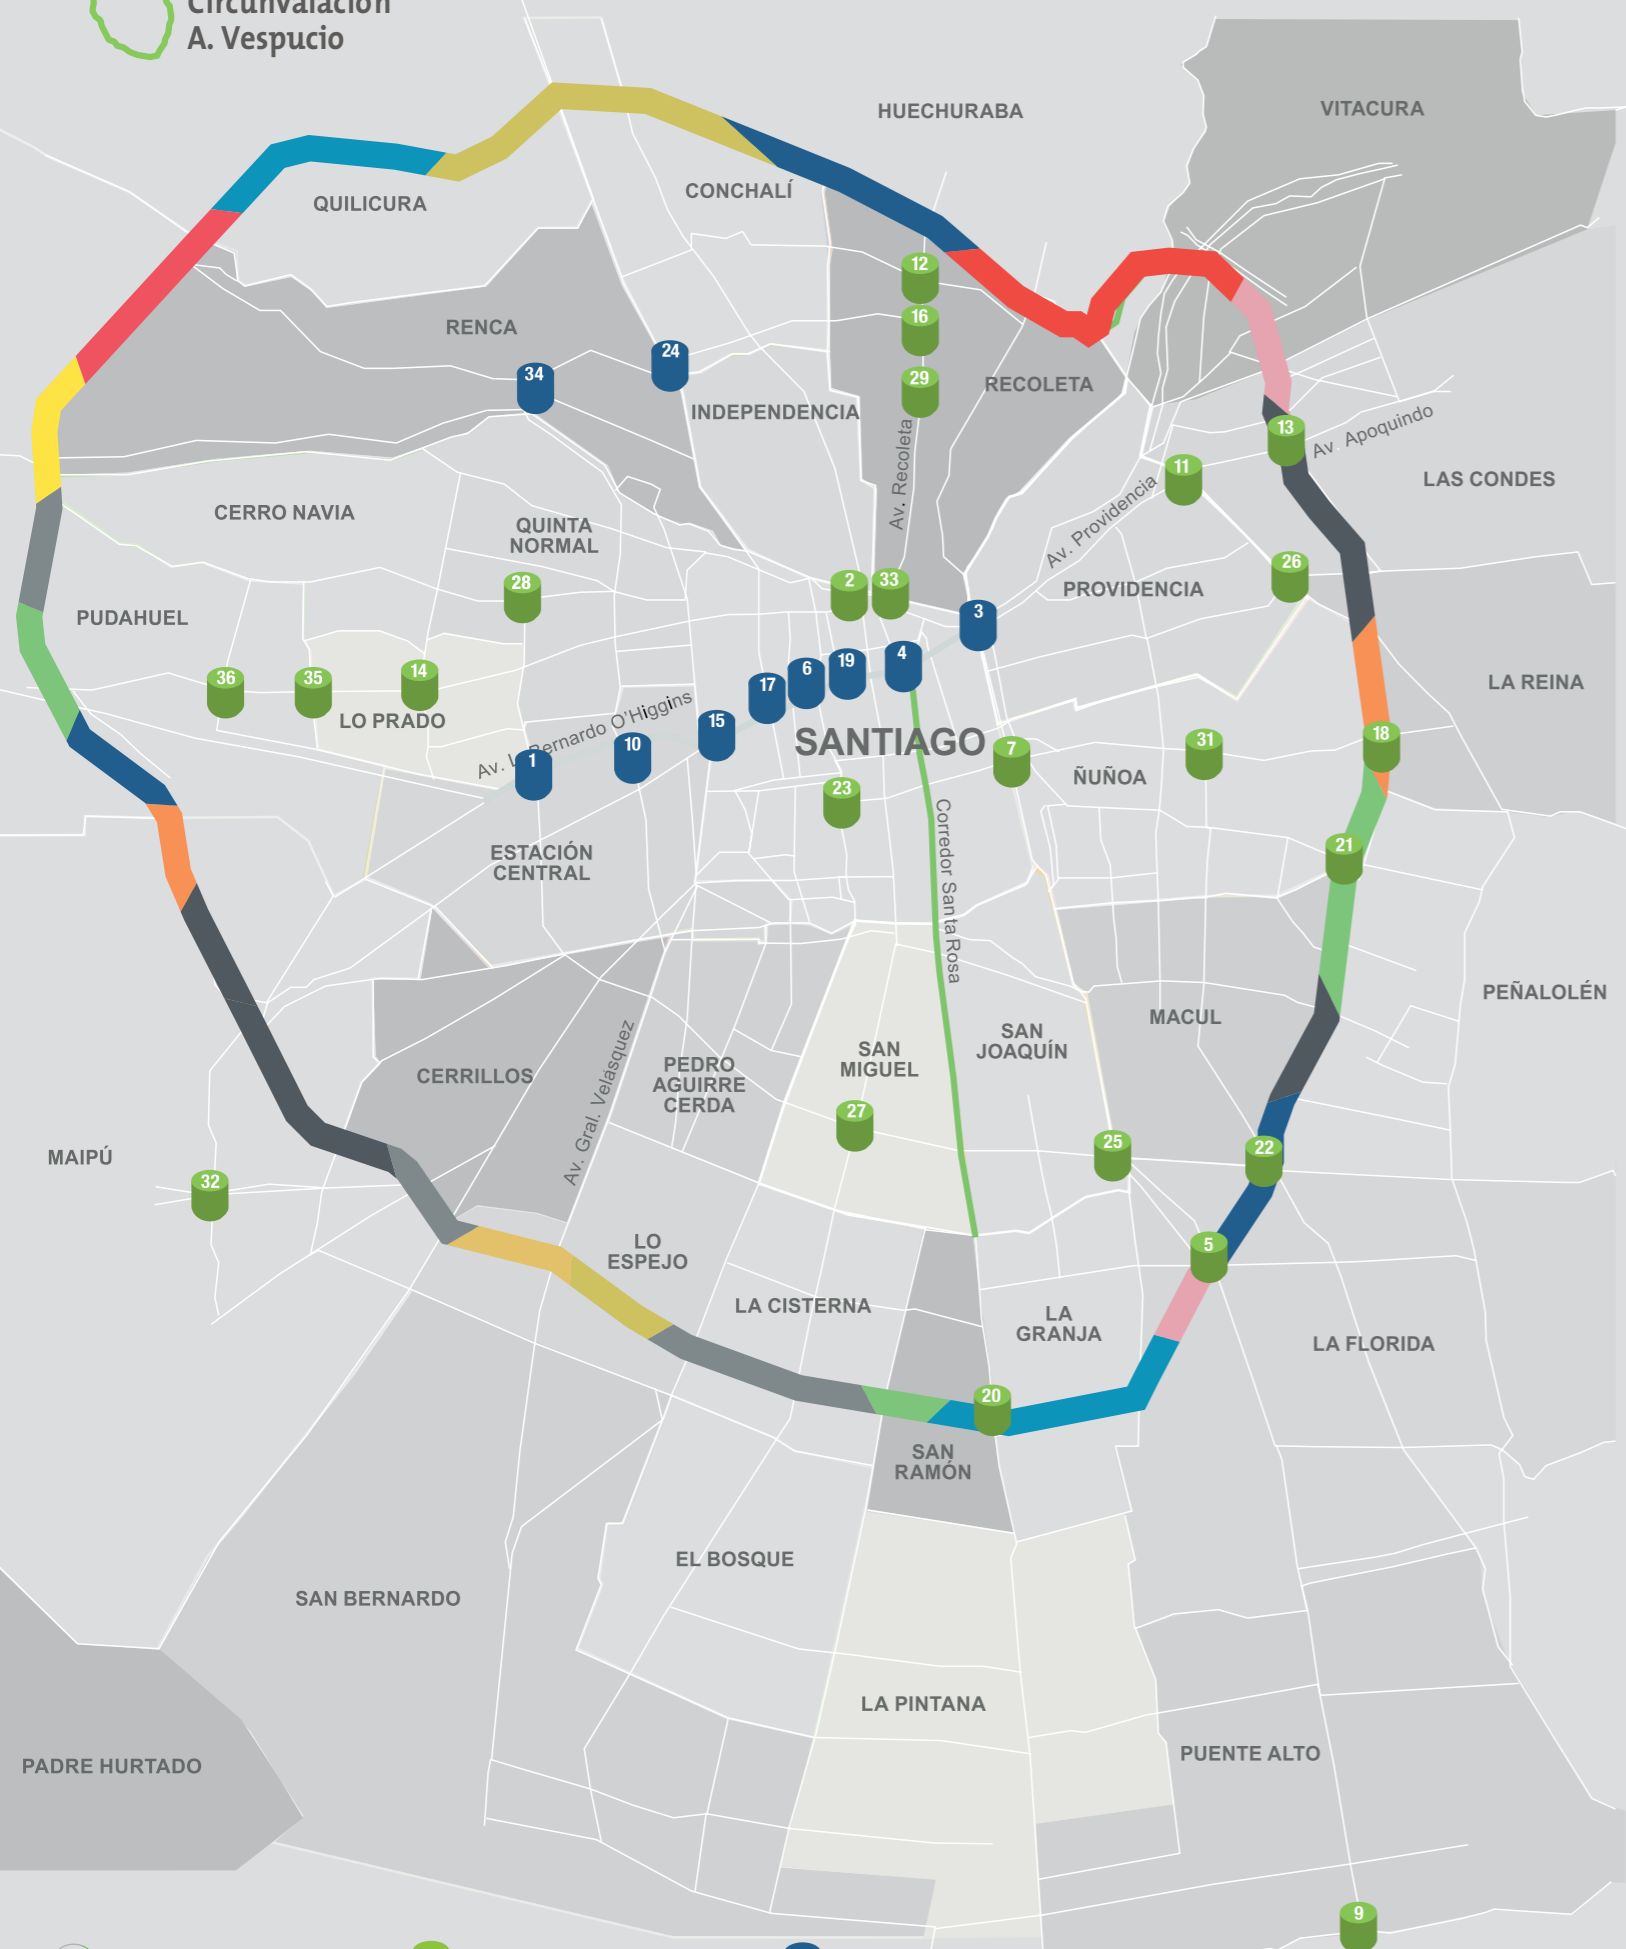 Circunvalación
A. Vespucio
HUECHURABA
VITACURA
CONCHALÍ
QUILICURA
12
16
RENCA
24
34
29
RECOLETA
INDEPENDENCIA
Av. Recoleta
13
Av. Apoquindo
11
LAS CONDES
Av. Providencia
CERRO NAVIA
QUINTA
NORMAL
28
2
33
26
PROVIDENCIA
3
PUDAHUEL
36
35
14
4
19
6
17
LA REINA
LO PRADO
Av. L. Bernardo O'Higgins
15
10
1
SANTIAGO
7
31
18
ÑUÑOA
23
Corredor Santa Rosa
21
ESTACIÓN
CENTRAL
PEÑALOLÉN
MACUL
SAN
JOAQUÍN
SAN
MIGUEL
PEDRO
AGUIRRE
CERDA
CERRILLOS
Av. Gral. Velásquez
27
25
22
MAIPÚ
32
5
LO
ESPEJO
LA CISTERNA
LA
GRANJA
LA FLORIDA
20
SAN
RAMÓN
EL BOSQUE
SAN BERNARDO
LA PINTANA
PUENTE ALTO
PADRE HURTADO
9